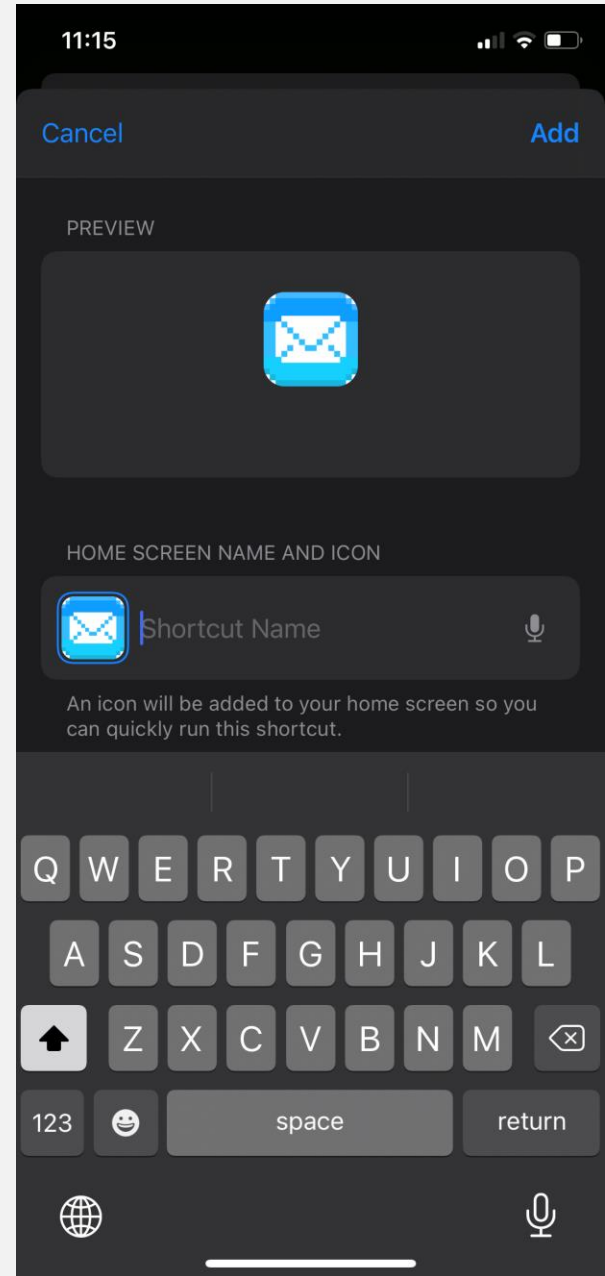 11:15
Cancel
Add
PREVIEW
HOME SCREEN NAME AND ICON
Shortcut Name
An icon will be added to your home screen so you
can quickly run this shortcut.
Q W E R T Y U I O P
A S D F G H J K L
Z X C V B N M
123 space return